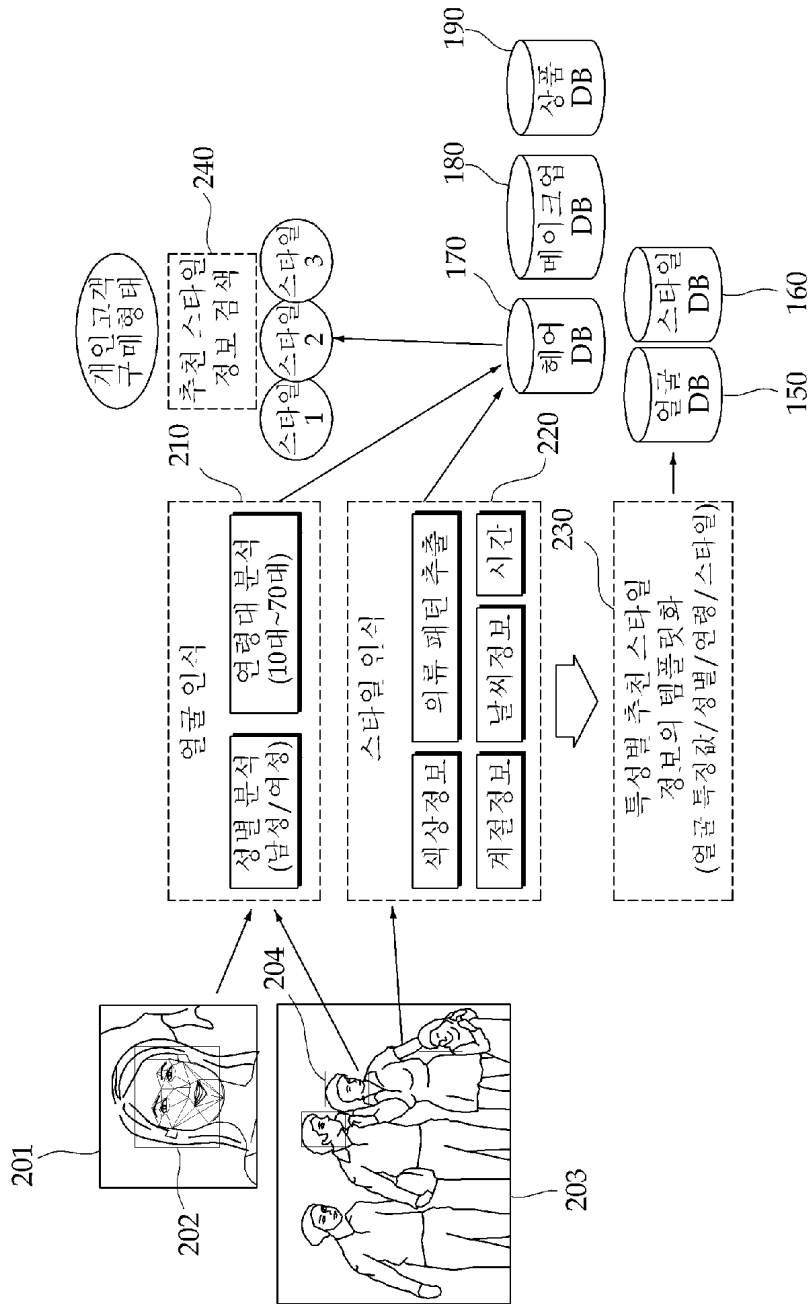 201
202
203
204
얼굴 인식
성별 분석
(남성/여성)
연령대 분석
(10대~70대)
210
스타일 인식
색상정보
의류 패턴 추출
계절정보
날씨정보
시간
220
특성별 추천 스타일
정보의 템플릿화
(얼굴 특징값/성별/연령/스타일)
230
개인고객
구매형태
추천 스타일
정보 검색
240
스타일
1
스타일
2
스타일
3
헤어
DB
170
메이크업
DB
180
상품
DB
190
얼굴
DB
150
스타일
DB
160